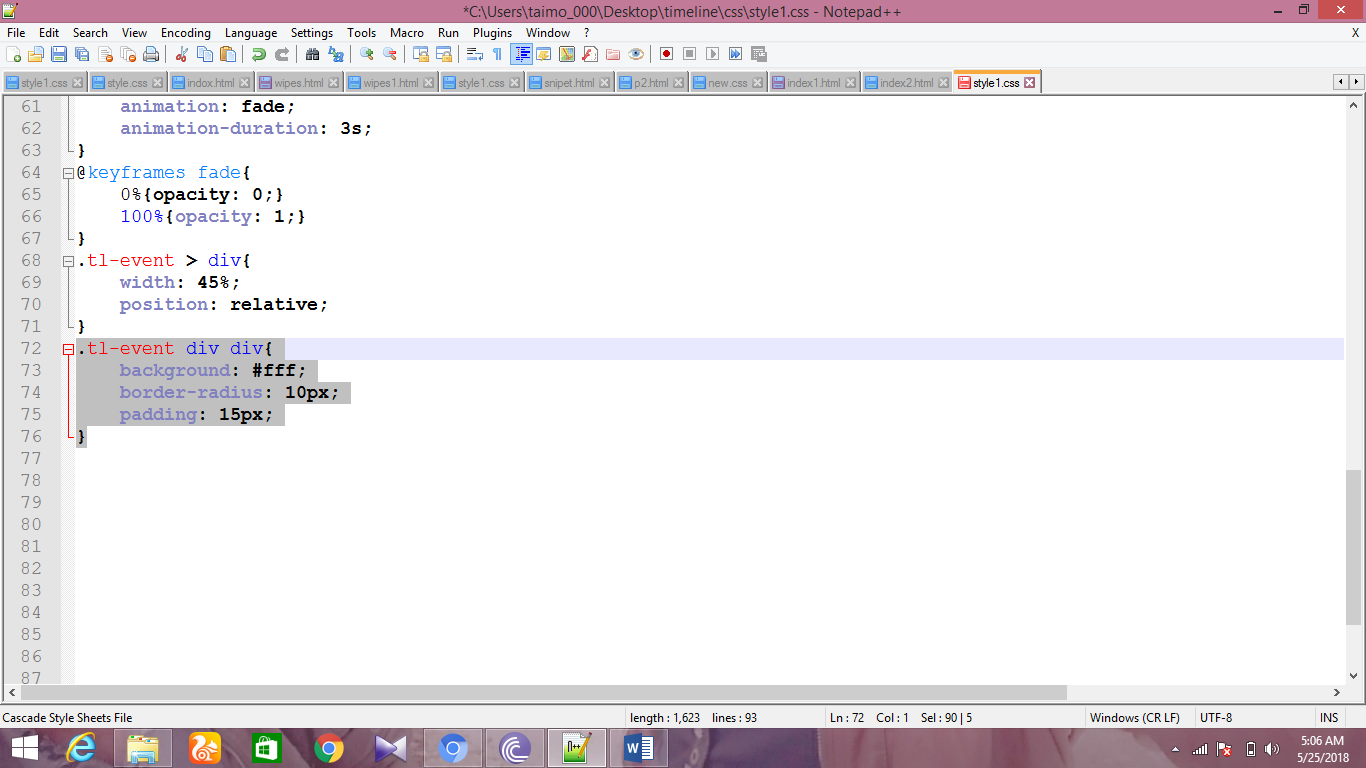 *C:\Users\taimo_000\Desktop\timeline\css\style1.css - Notepad++
File Edit Search View Encoding Language Settings Tools Macro Run Plugins Window ? X
style1.css style.css indox.html wipes.html wipes1.html style1.css snipet.html p2.html new.css index1.html index2.html style1.css
61 animation: fade;
62 animation-duration: 3s;
63 }
64 @keyframes fade{
65 0%{opacity: 0;}
66 100%{opacity: 1;}
67 }
68 .tl-event > div{
69 width: 45%;
70 position: relative;
71 }
72 .tl-event div div{
73 background: #fff;
74 border-radius: 10px;
75 padding: 15px;
76 }
77
78
79
80
81
82
83
84
85
86
87
Cascade Style Sheets File length : 1,623 lines : 93 Ln : 72 Col : 1 Sel : 90 | 5 Windows (CR LF) UTF-8 INS
5:06 AM
5/25/2018